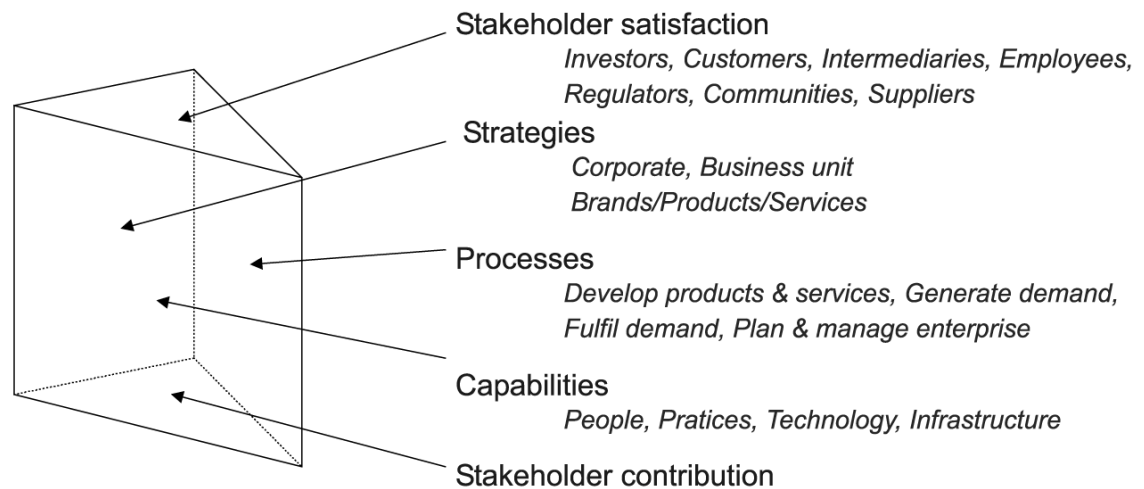 Stakeholder satisfaction
Investors, Customers, Intermediaries, Employees,
Regulators, Communities, Suppliers
Strategies
Corporate, Business unit
Brands/Products/Services
Processes
Develop products & services, Generate demand,
Fulfil demand, Plan & manage enterprise
Capabilities
People, Pratices, Technology, Infrastructure
Stakeholder contribution